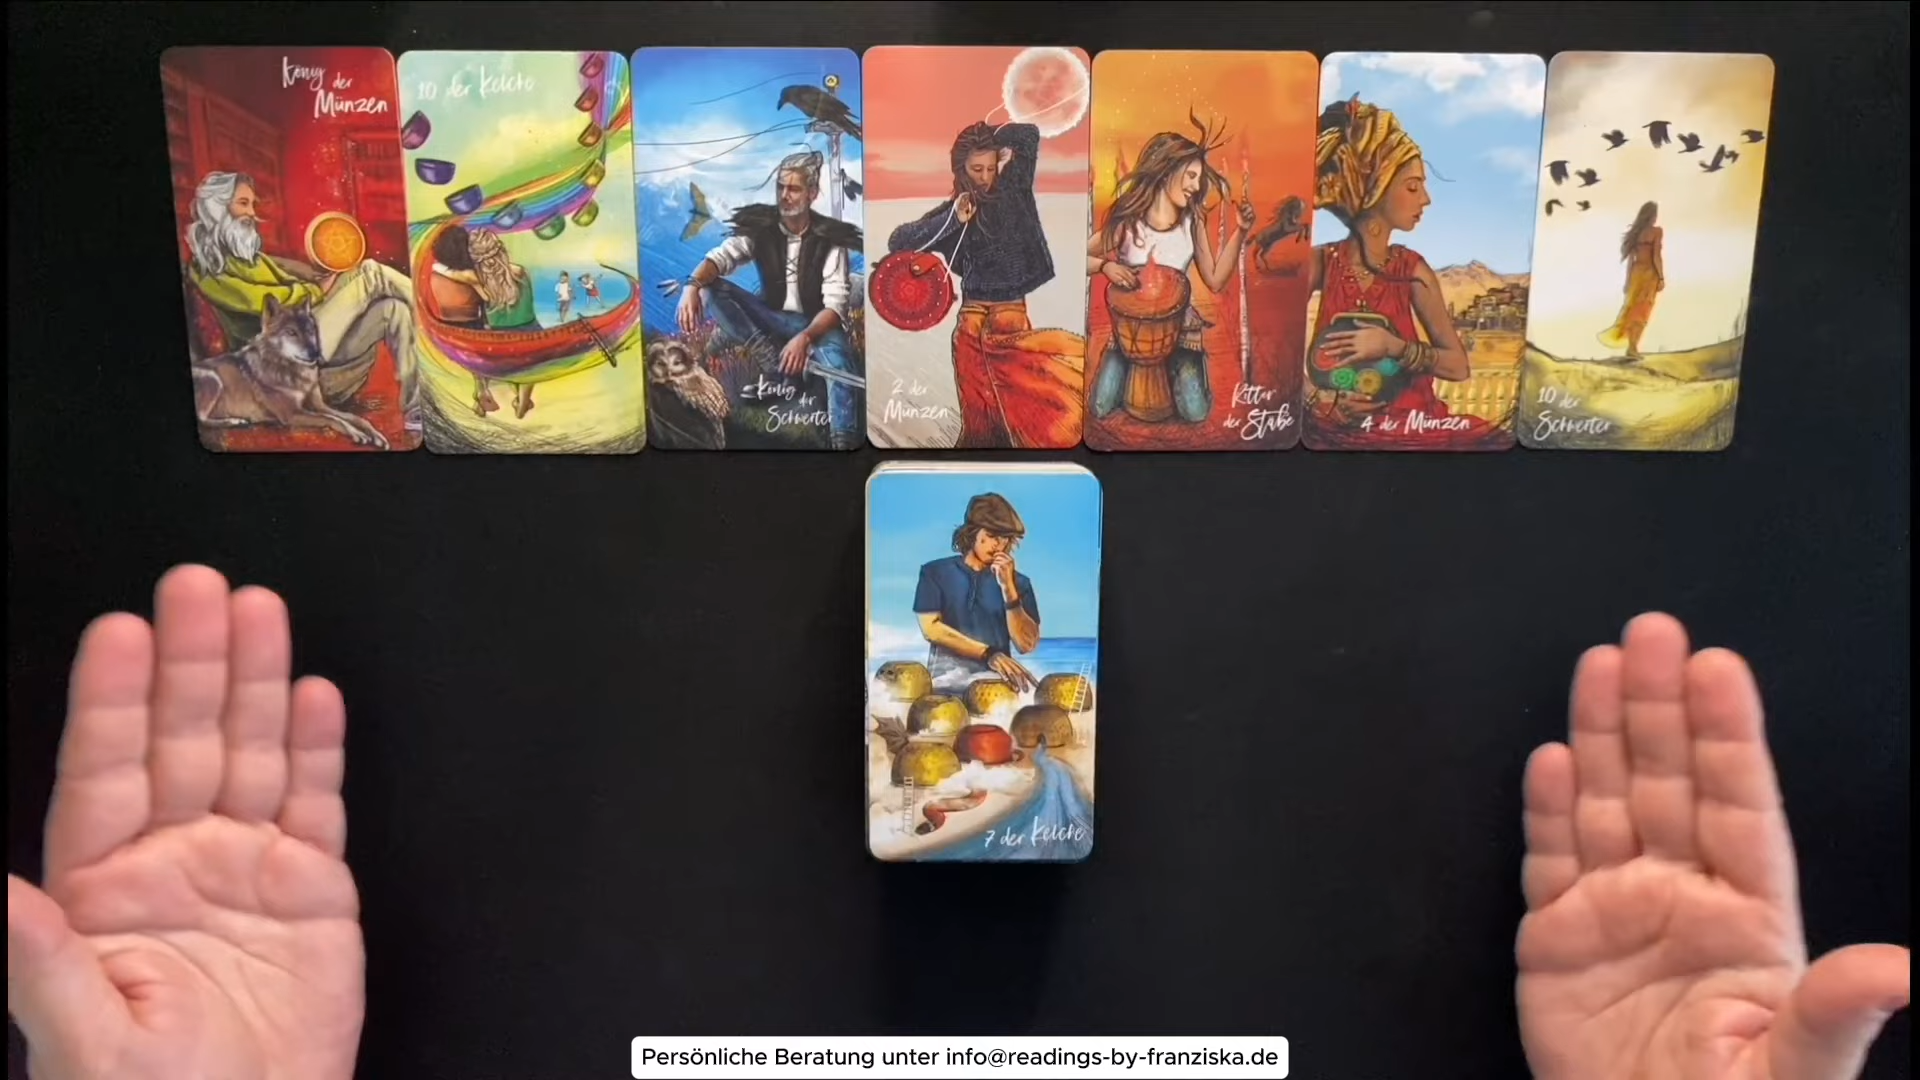 König
der
Münzen
10 der Kelche
König
der
Schwerter
2 der
Münzen
Ritter
der Stäbe
4 der Münzen
10 der
Schwerter
7 der Kelche
Persönliche Beratung unter info@readings-by-franziska.de